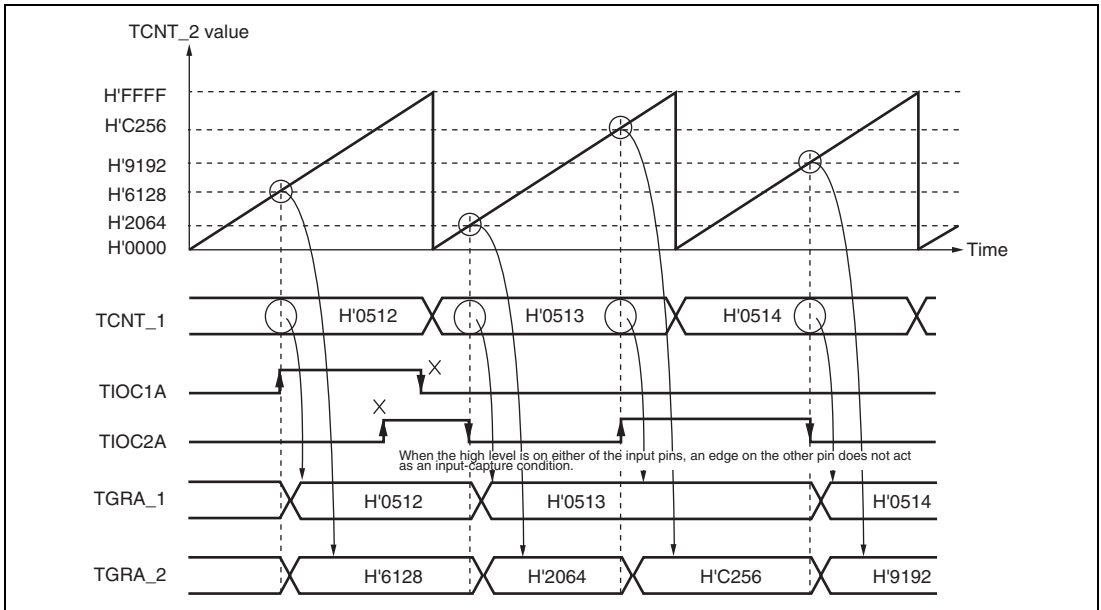 TCNT_2 value
H'FFFF
H'C256
H'9192
H'6128
H'2064
H'0000
Time
TCNT_1 H'0512 H'0513 H'0514
TIOC1A
TIOC2A
When the high level is on either of the input pins, an edge on the other pin does not act
as an input-capture condition.
TGRA_1 H'0512 H'0513 H'0514
TGRA_2 H'6128 H'2064 H'C256 H'9192